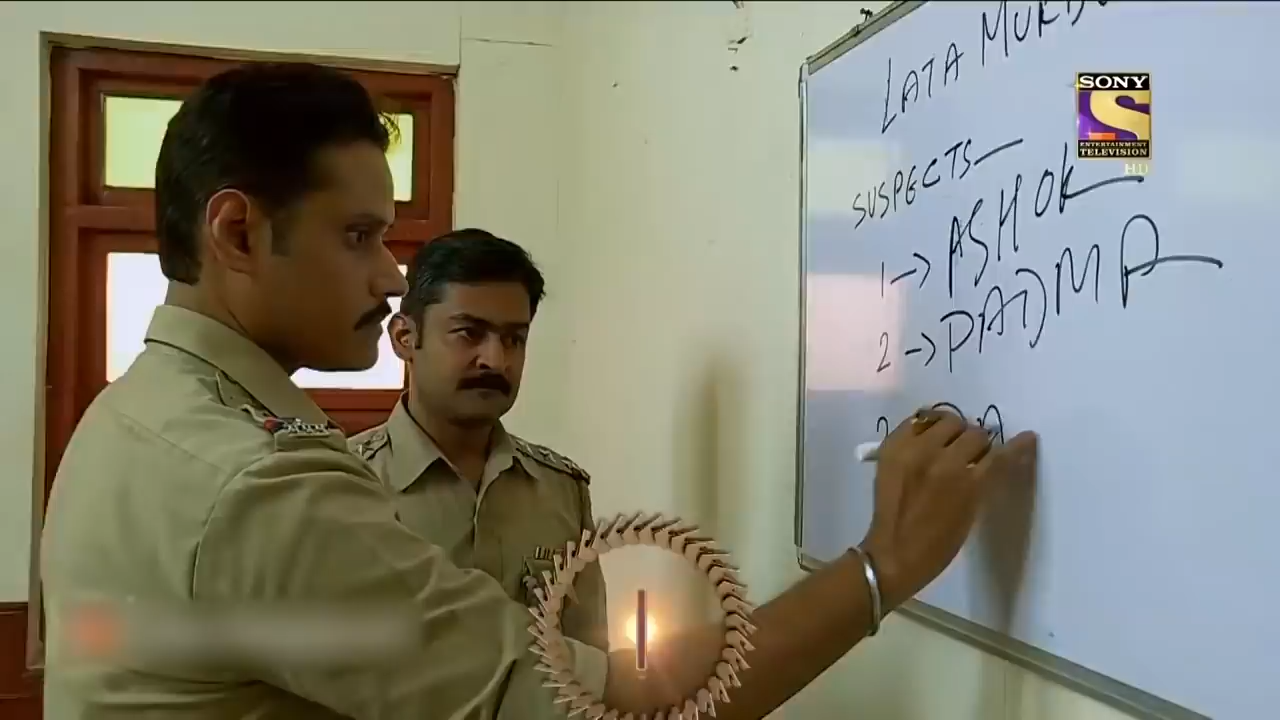 LATA MURD
SONY
ENTERTAINMENT
TELEVISION
HD
SUSPECTS—
1 -> ASHOK
2 -> PADMA